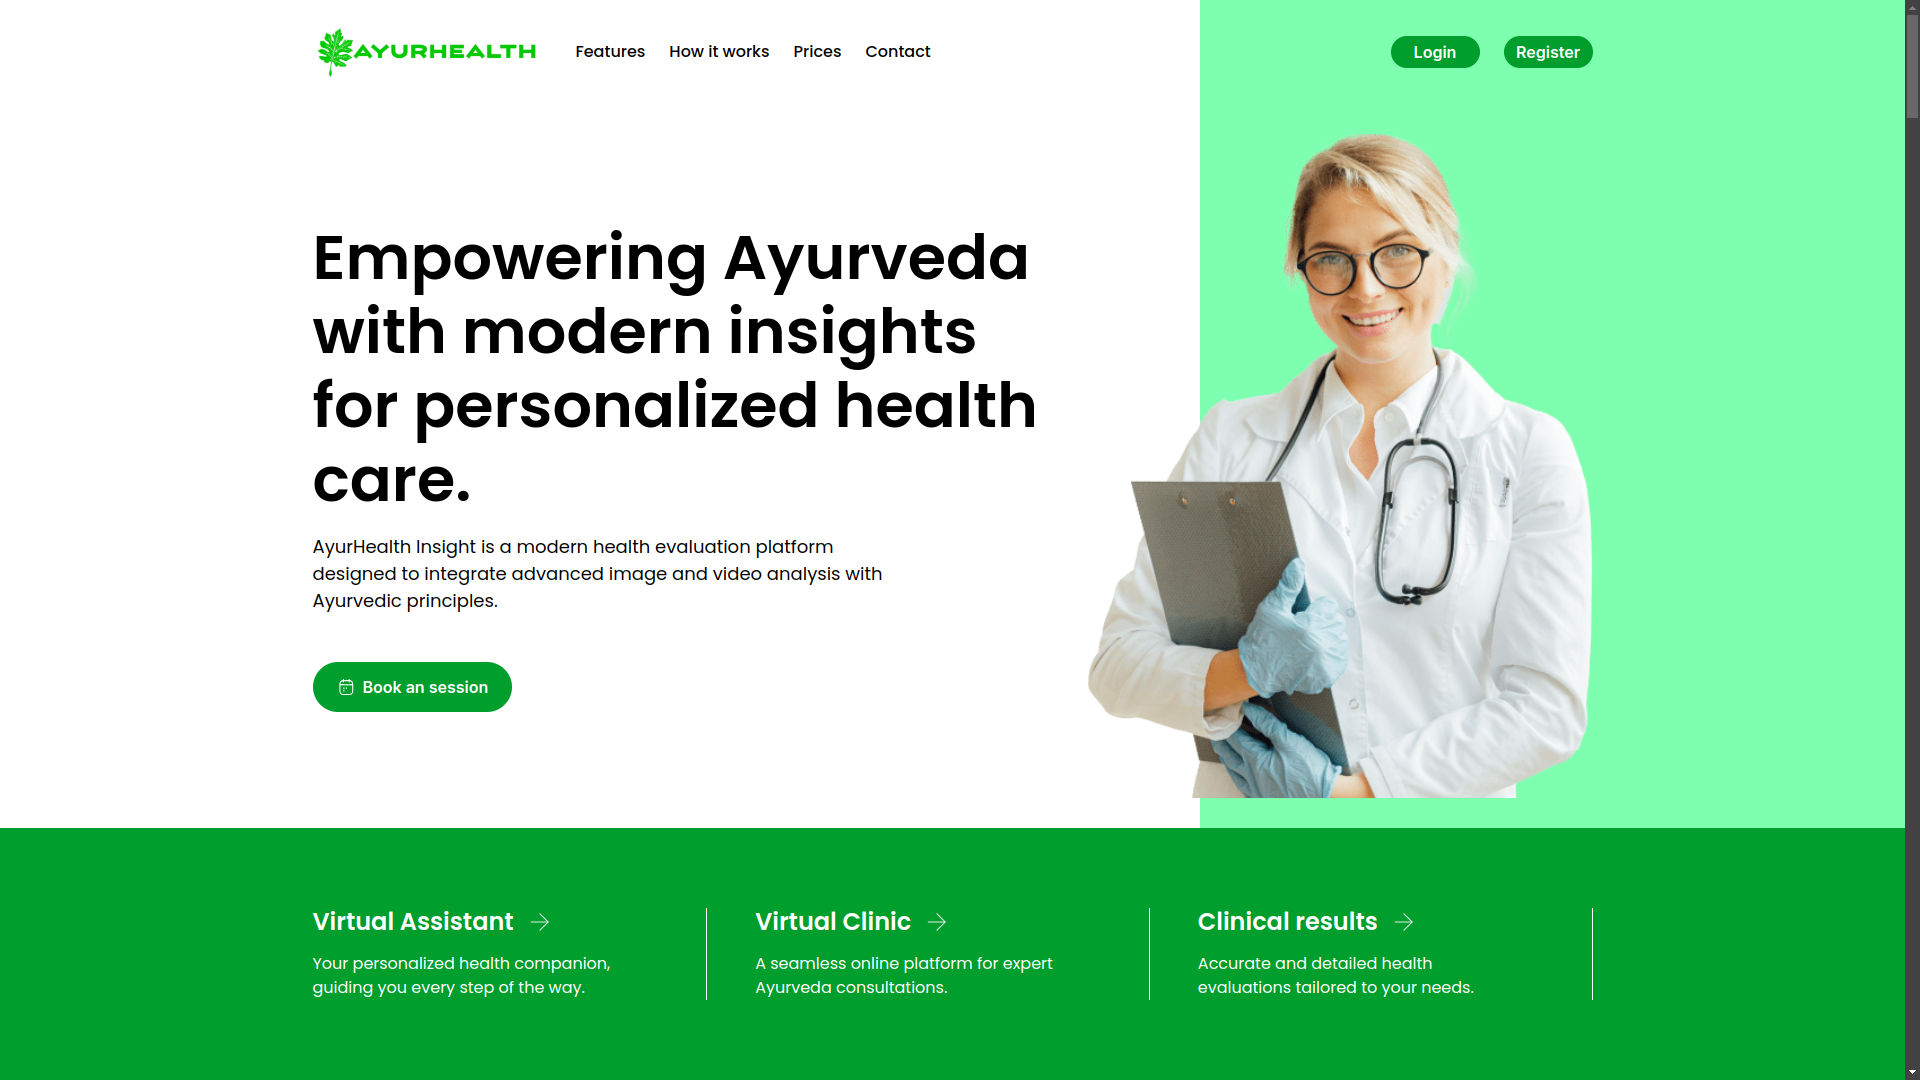 AYURHEALTH
Features
How it works
Prices
Contact
Login
Register
Empowering Ayurveda
with modern insights
for personalized health
care.
AyurHealth Insight is a modern health evaluation platform
designed to integrate advanced image and video analysis with
Ayurvedic principles.
Book an session
Virtual Assistant
Your personalized health companion,
guiding you every step of the way.
Virtual Clinic
A seamless online platform for expert
Ayurveda consultations.
Clinical results
Accurate and detailed health
evaluations tailored to your needs.